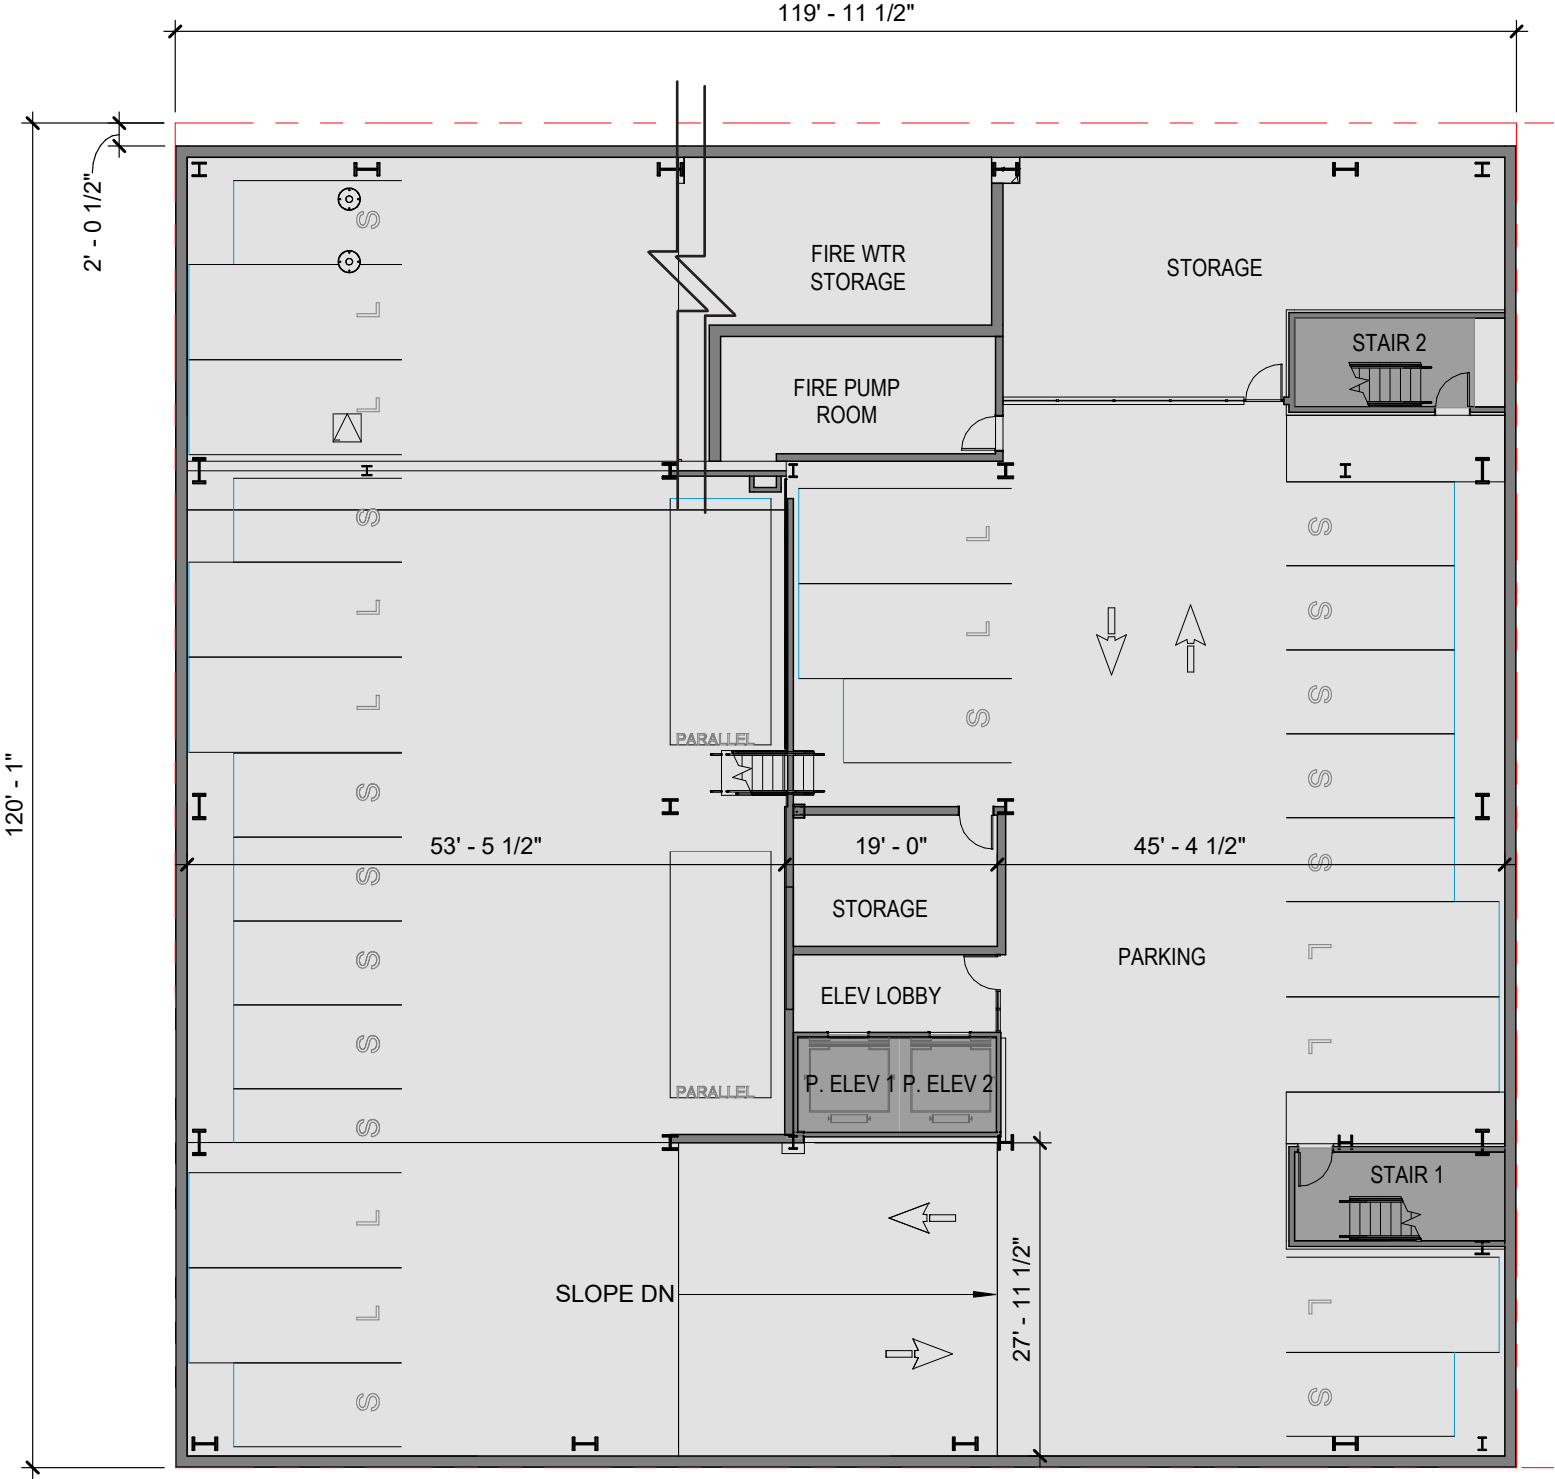 119' - 11 1/2"
2' - 0 1/2"
120' - 1"
S
L
L
FIRE WTR
STORAGE
STORAGE
STAIR 2
FIRE PUMP
ROOM
S
L
L
S
S
S
S
S
PARALLEL
PARALLEL
L
L
S
S
S
S
S
S
L
L
53' - 5 1/2"
19' - 0"
45' - 4 1/2"
STORAGE
PARKING
ELEV LOBBY
P. ELEV 1
P. ELEV 2
STAIR 1
L
L
S
SLOPE DN
27' - 11 1/2"
L
S